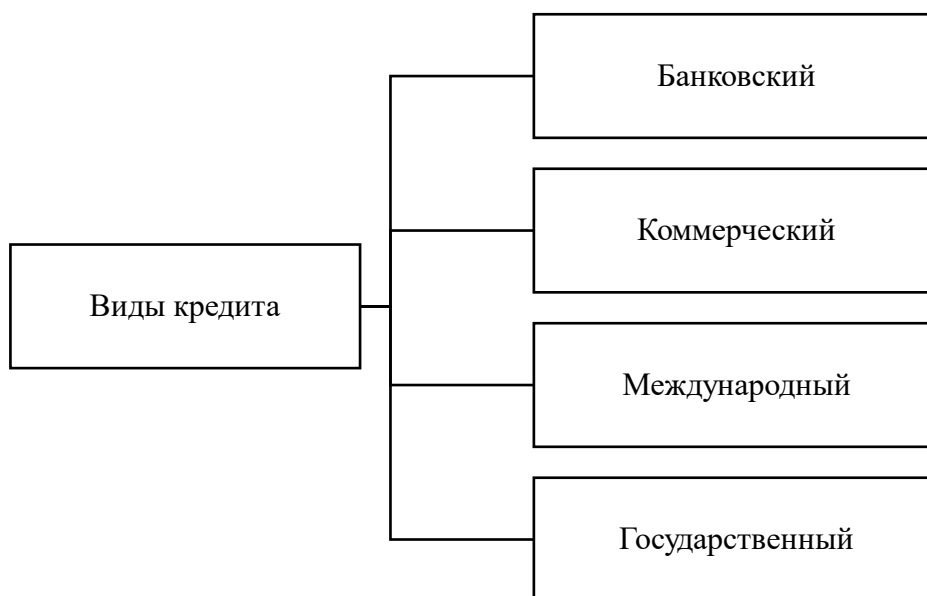 Банковский
Коммерческий
Виды кредита
Международный
Государственный